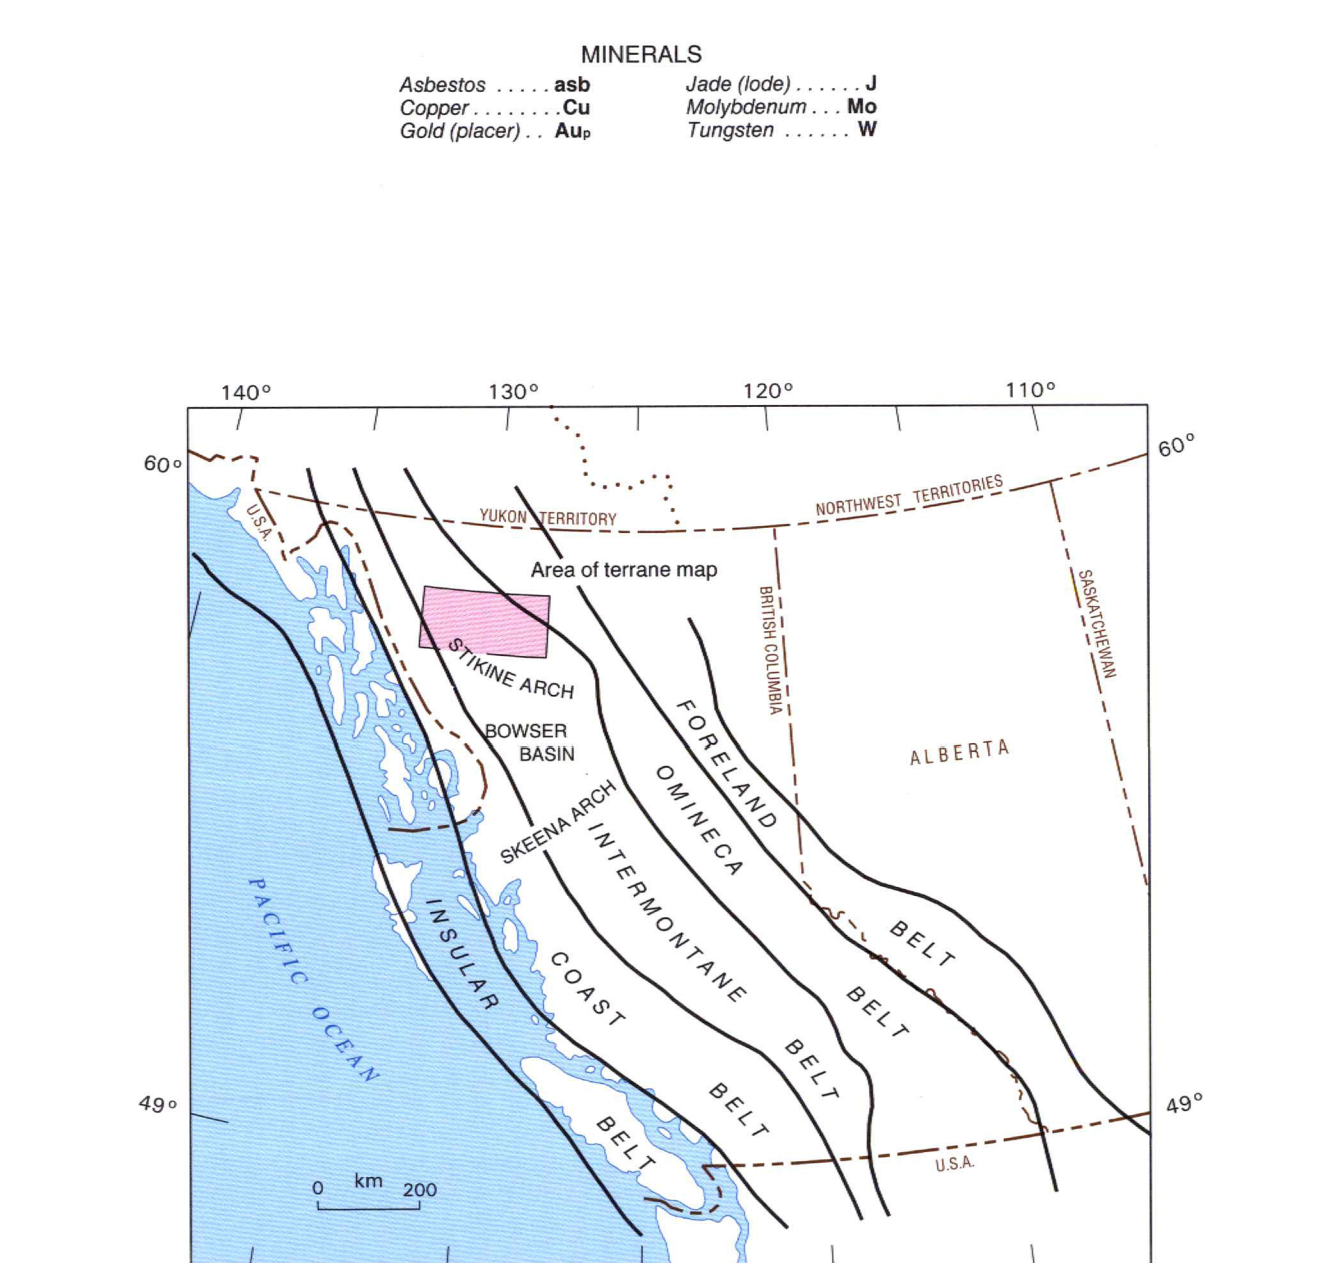 MINERALS
Asbestos ..... asb
Jade (lode) ...... J
Copper ........ Cu
Molybdenum ... Mo
Gold (placer) .. Aup
Tungsten ...... W
140° 130° 120° 110°
60° 60°
U.S.A.
YUKON TERRITORY
NORTHWEST TERRITORIES
Area of terrane map
BRITISH COLUMBIA
SASKATCHEWAN
STIKINE ARCH
BOWSER
BASIN
SKEENA ARCH
ALBERTA
FORELAND BELT
OMINECA BELT
INTERMONTANE BELT
COAST BELT
INSULAR BELT
PACIFIC OCEAN
49° 49°
U.S.A.
0 km 200